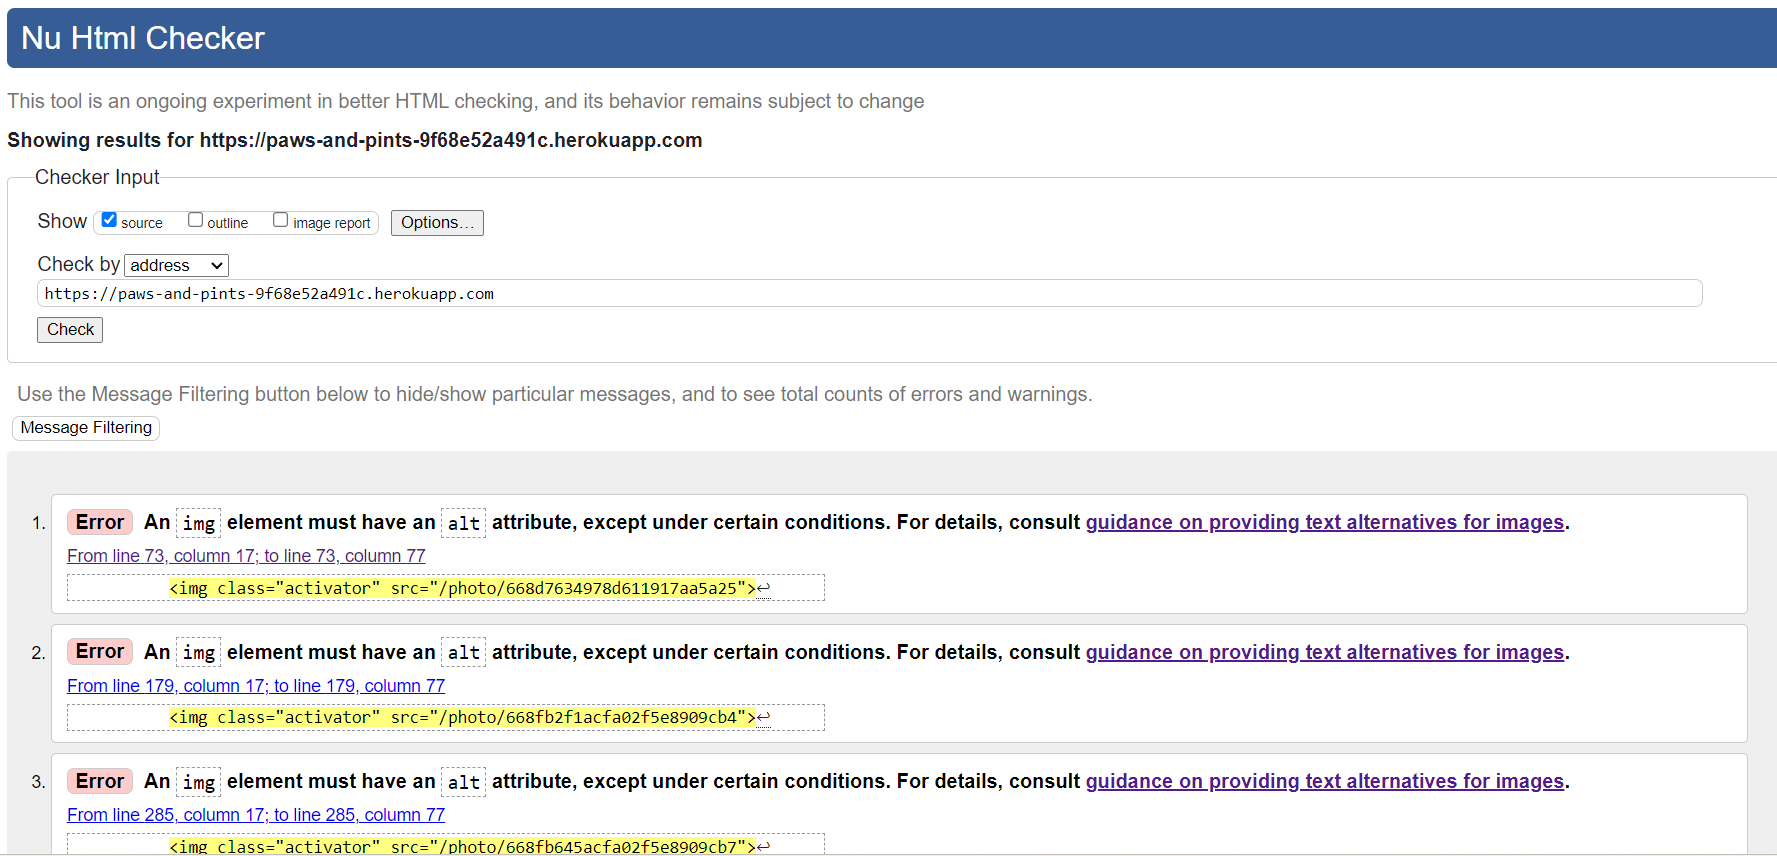 Nu Html Checker
This tool is an ongoing experiment in better HTML checking, and its behavior remains subject to change
Showing results for https://paws-and-pints-9f68e52a491c.herokuapp.com
Checker Input
Show source outline image report Options...
Check by address
https://paws-and-pints-9f68e52a491c.herokuapp.com
Check
Use the Message Filtering button below to hide/show particular messages, and to see total counts of errors and warnings.
Message Filtering
1. Error An img element must have an alt attribute, except under certain conditions. For details, consult guidance on providing text alternatives for images.
From line 73, column 17; to line 73, column 77
<img class="activator" src="/photo/668d7634978d611917aa5a25">↩
2. Error An img element must have an alt attribute, except under certain conditions. For details, consult guidance on providing text alternatives for images.
From line 179, column 17; to line 179, column 77
<img class="activator" src="/photo/668fb2f1acfa02f5e8909cb4">↩
3. Error An img element must have an alt attribute, except under certain conditions. For details, consult guidance on providing text alternatives for images.
From line 285, column 17; to line 285, column 77
<img class="activator" src="/photo/668fb645acfa02f5e8909cb7">↩